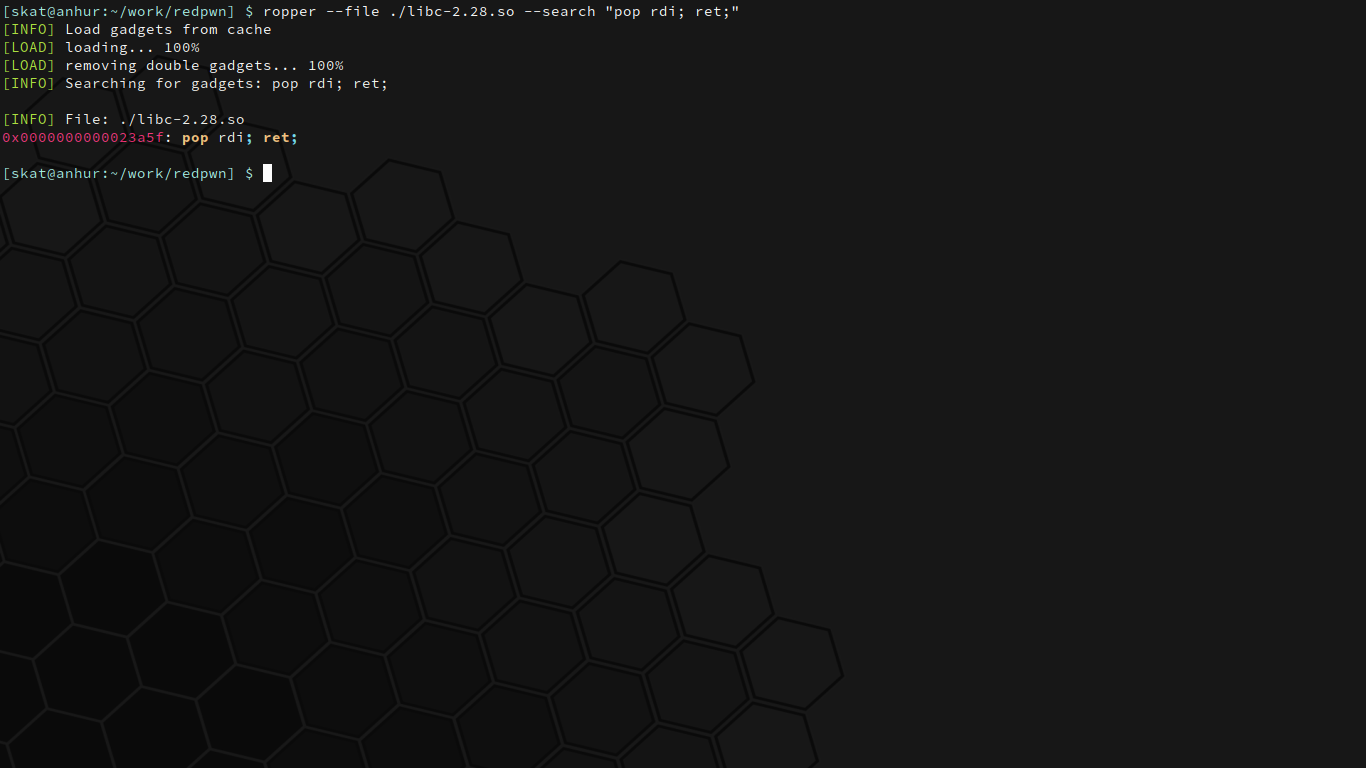 [skat@anhur:~/work/redpwn] $ ropper --file ./libc-2.28.so --search "pop rdi; ret;"
[INFO] Load gadgets from cache
[LOAD] loading... 100%
[LOAD] removing double gadgets... 100%
[INFO] Searching for gadgets: pop rdi; ret;
[INFO] File: ./libc-2.28.so
0x0000000000023a5f: pop rdi; ret;
[skat@anhur:~/work/redpwn] $